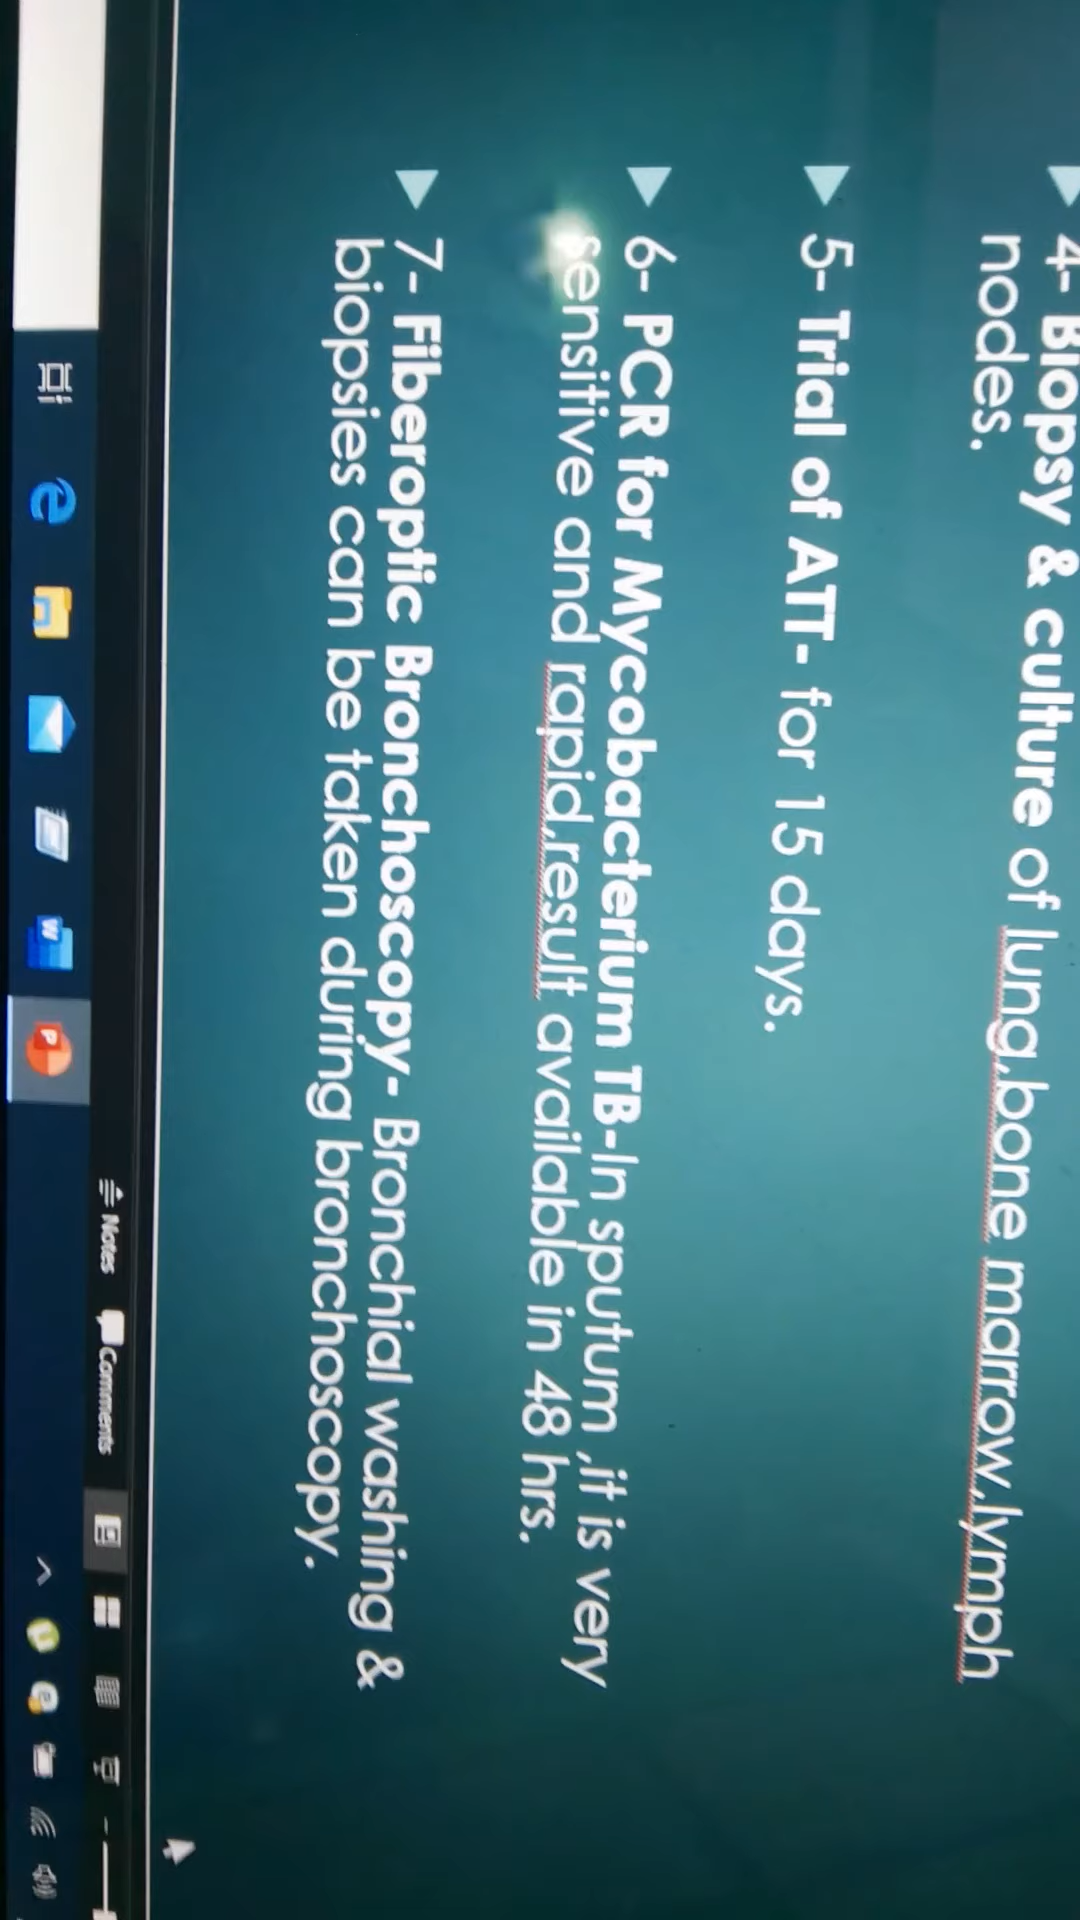 4- Biopsy & culture of lung,bone marrow,lymph
nodes.
5- Trial of ATT- for 15 days.
6- PCR for Mycobacterium TB-In sputum ,it is very
sensitive and rapid,result available in 48 hrs.
7- Fiberoptic Bronchoscopy- Bronchial washing &
biopsies can be taken during bronchoscopy.
Notes
Comments